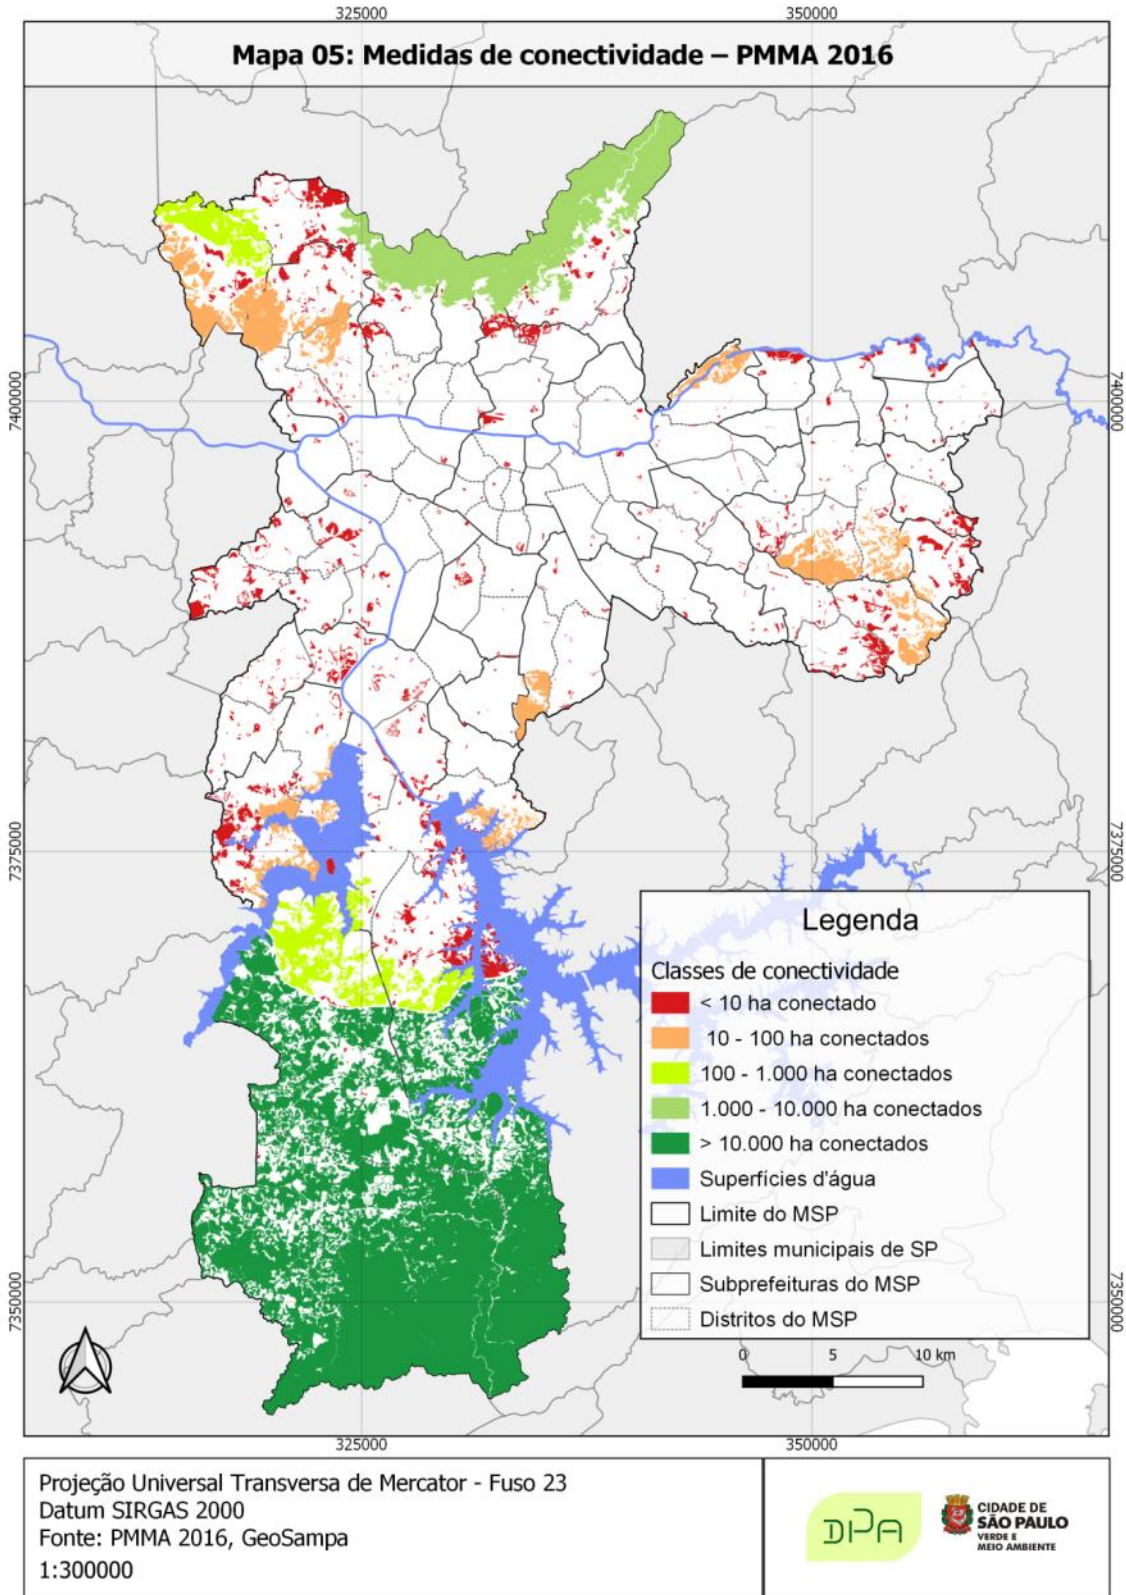 325000
350000
Mapa 05: Medidas de conectividade – PMMA 2016
7400000
7400000
7375000
7375000
Legenda
Classes de conectividade
< 10 ha conectado
10 - 100 ha conectados
100 - 1.000 ha conectados
1.000 - 10.000 ha conectados
> 10.000 ha conectados
Superfícies d'água
Limite do MSP
Limites municipais de SP
Subprefeituras do MSP
Distritos do MSP
7350000
7350000
0
5
10 km
325000
350000
Projeção Universal Transversa de Mercator - Fuso 23
Datum SIRGAS 2000
Fonte: PMMA 2016, GeoSampa
1:300000
DPA
CIDADE DE
SÃO PAULO
VERDE E
MEIO AMBIENTE